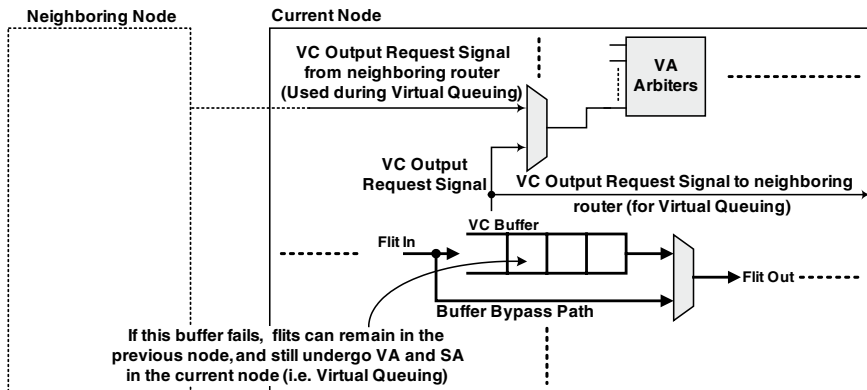 Neighboring Node
Current Node
VC Output Request Signal
from neighboring router
(Used during Virtual Queuing)
VA
Arbiters
VC Output
Request Signal
VC Output Request Signal to neighboring
router (for Virtual Queuing)
VC Buffer
Flit In
Flit Out
Buffer Bypass Path
If this buffer fails, flits can remain in the
previous node, and still undergo VA and SA
in the current node (i.e. Virtual Queuing)